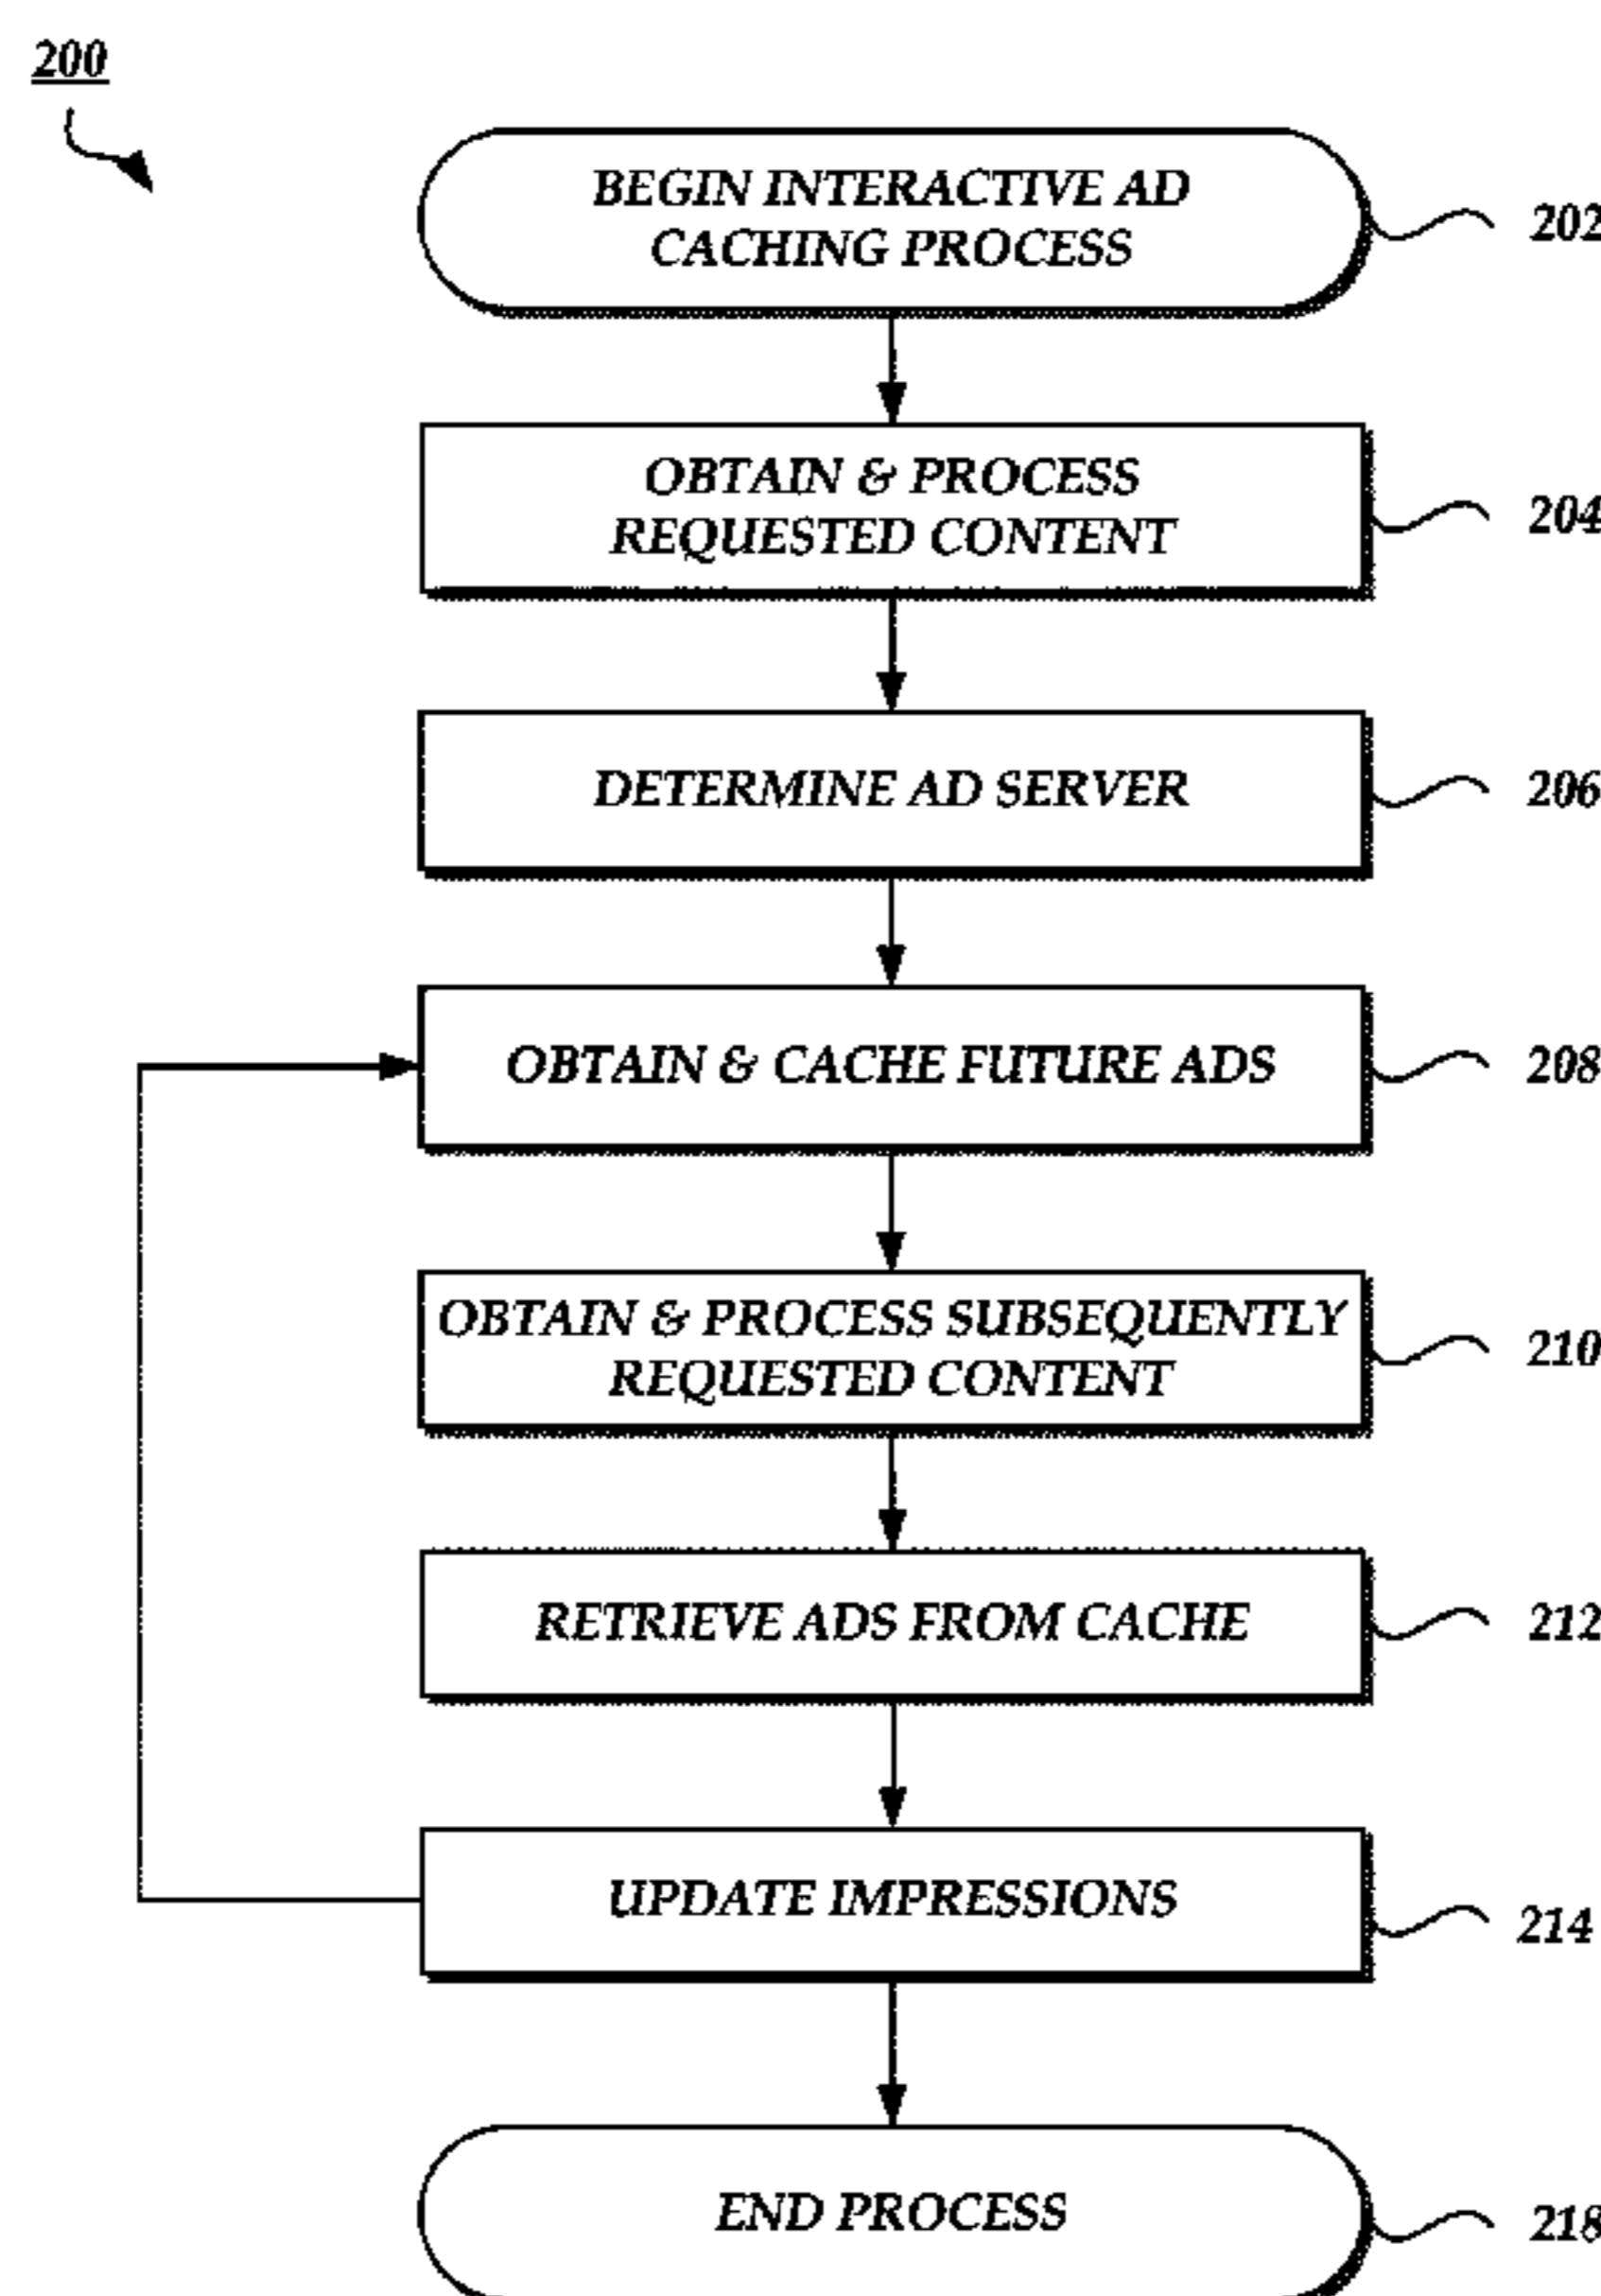 200
BEGIN INTERACTIVE AD
CACHING PROCESS
202
OBTAIN & PROCESS
REQUESTED CONTENT
204
DETERMINE AD SERVER
206
OBTAIN & CACHE FUTURE ADS
208
OBTAIN & PROCESS SUBSEQUENTLY
REQUESTED CONTENT
210
RETRIEVE ADS FROM CACHE
212
UPDATE IMPRESSIONS
214
END PROCESS
218